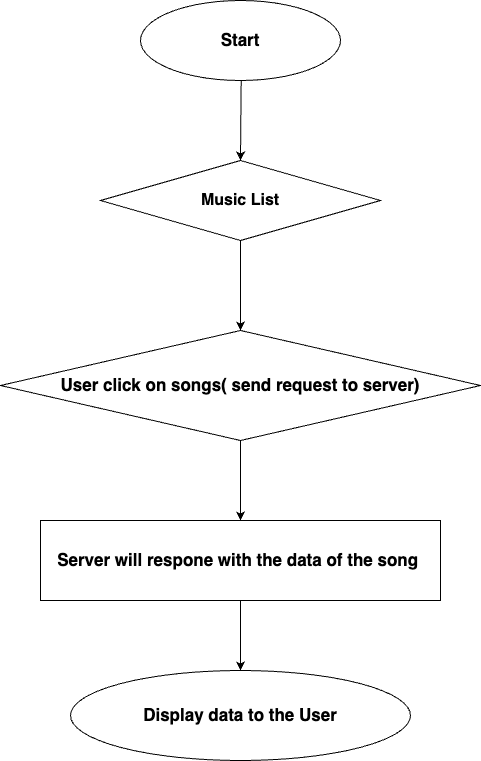 Start
Music List
User click on songs( send request to server)
Server will respone with the data of the song
Display data to the User